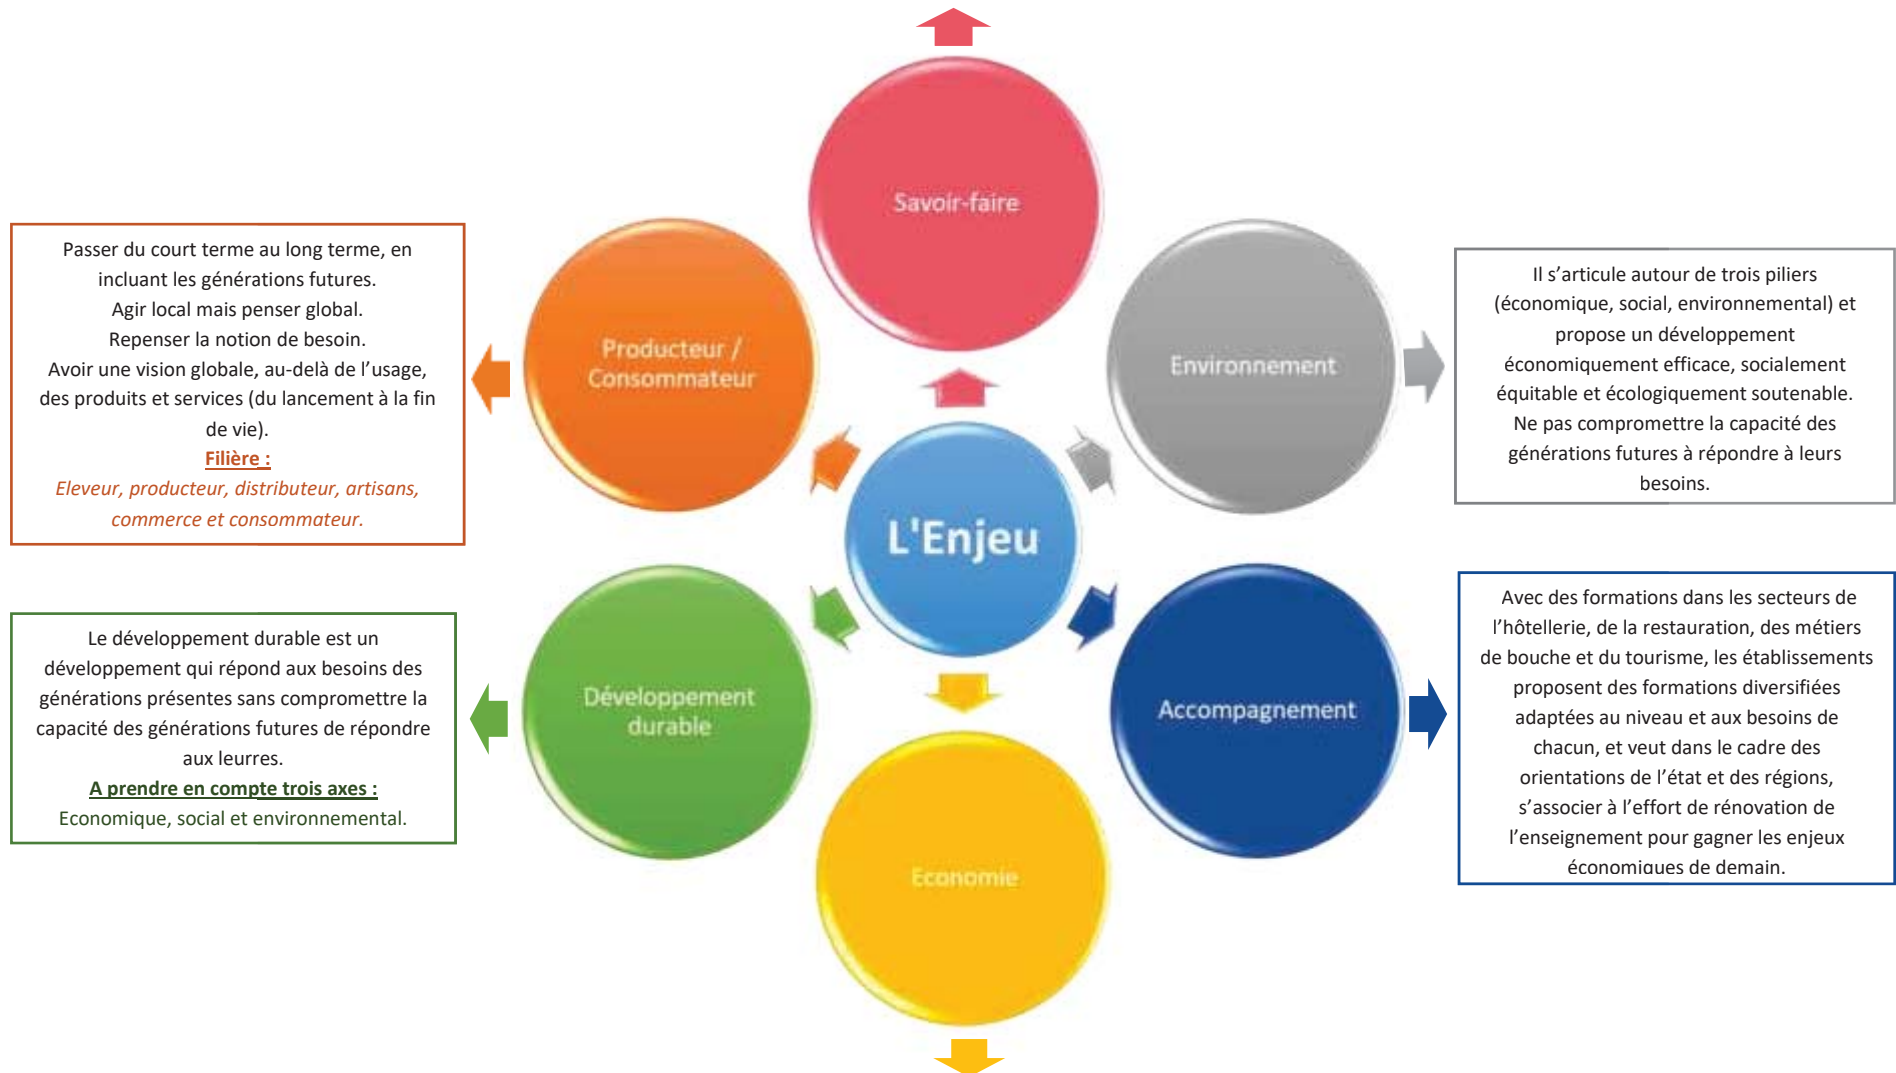 Savoir-faire
Passer du court terme au long terme, en
incluant les générations futures.
Agir local mais penser global.
Repenser la notion de besoin.
Avoir une vision globale, au-delà de l’usage,
des produits et services (du lancement à la fin
de vie).
Filière :
Eleveur, producteur, distributeur, artisans,
commerce et consommateur.
Producteur /
Consommateur
Environnement
Il s’articule autour de trois piliers
(économique, social, environnemental) et
propose un développement
économiquement efficace, socialement
équitable et écologiquement soutenable.
Ne pas compromettre la capacité des
générations futures à répondre à leurs
besoins.
L'Enjeu
Le développement durable est un
développement qui répond aux besoins des
générations présentes sans compromettre la
capacité des générations futures de répondre
aux leurres.
A prendre en compte trois axes :
Economique, social et environnemental.
Développement
durable
Accompagnement
Avec des formations dans les secteurs de
l’hôtellerie, de la restauration, des métiers
de bouche et du tourisme, les établissements
proposent des formations diversifiées
adaptées au niveau et aux besoins de
chacun, et veut dans le cadre des
orientations de l’état et des régions,
s’associer à l’effort de rénovation de
l’enseignement pour gagner les enjeux
économiques de demain.
Economie